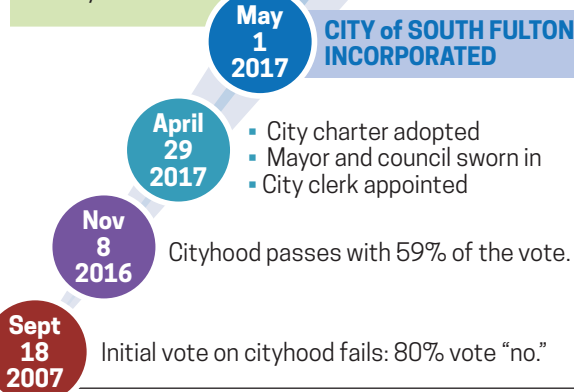 May
1
2017
CITY of SOUTH FULTON
INCORPORATED
April
29
2017
▪ City charter adopted
▪ Mayor and council sworn in
▪ City clerk appointed
Nov
8
2016
Cityhood passes with 59% of the vote.
Sept
18
2007
Initial vote on cityhood fails: 80% vote “no.”